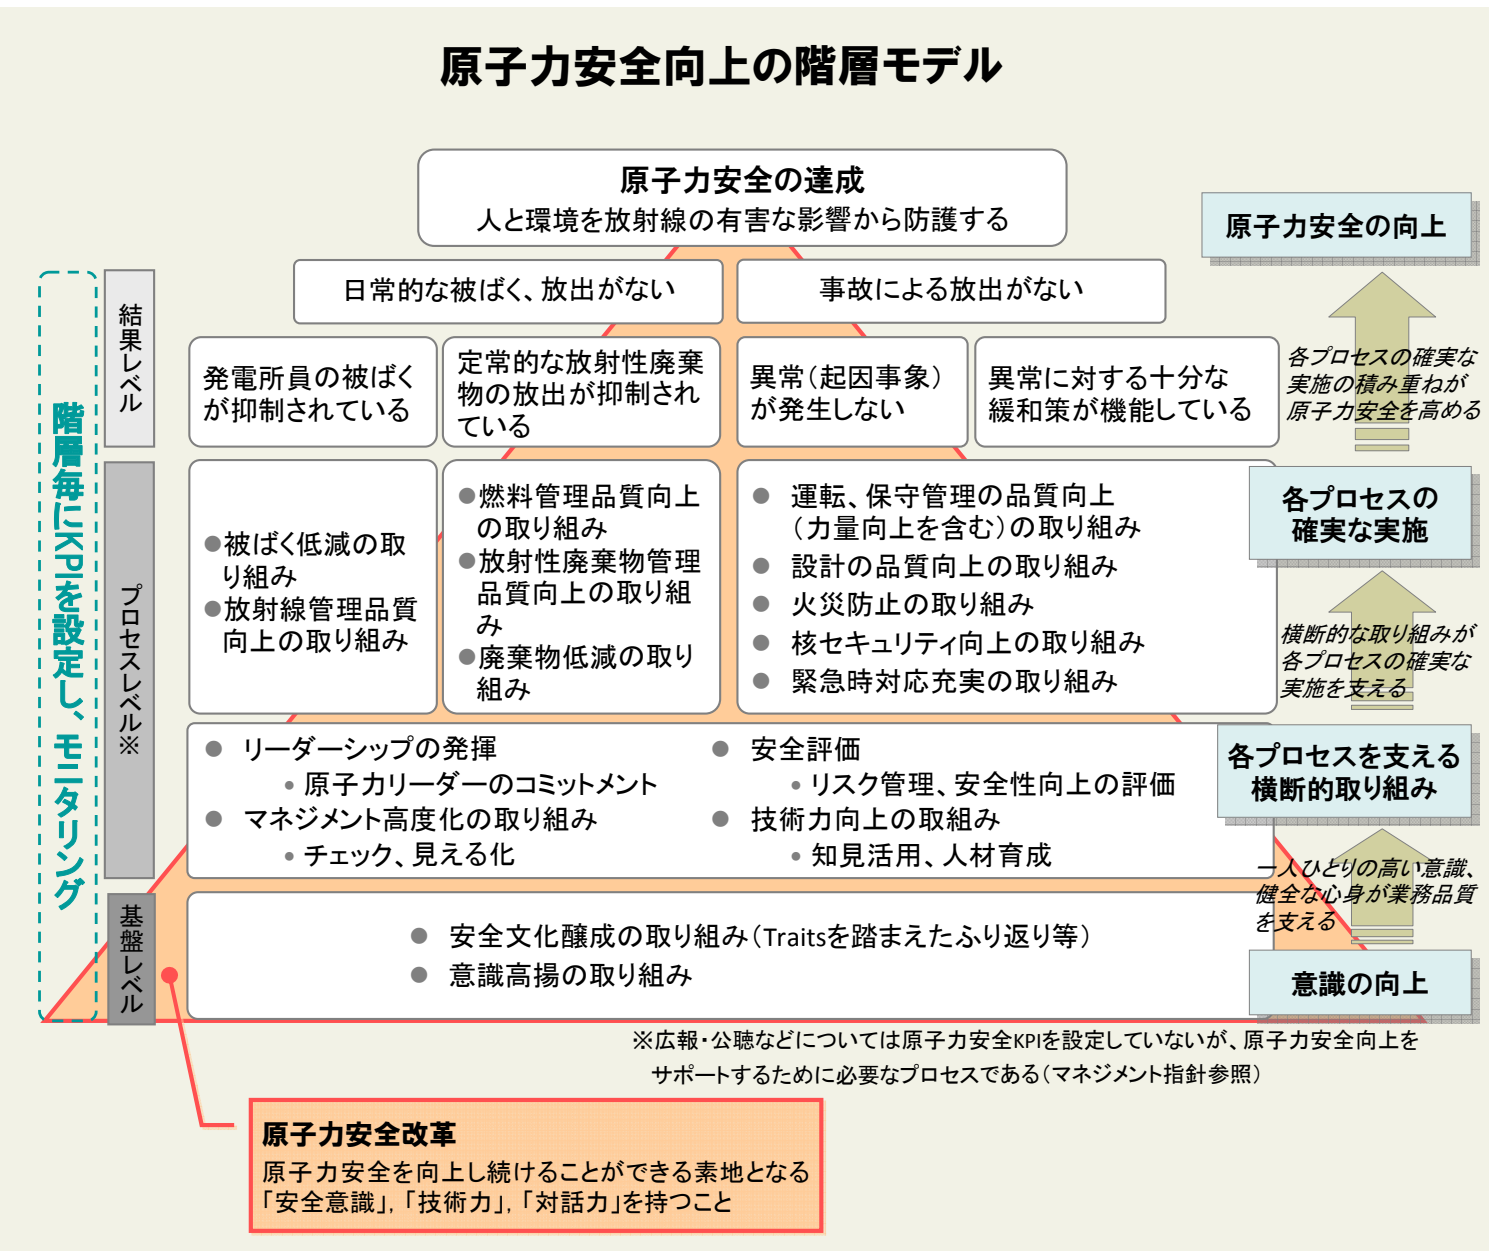 原子力安全向上の階層モデル
原子力安全の達成
人と環境を放射線の有害な影響から防護する
日常的な被ばく、放出がない
事故による放出がない
階層毎にKPIを設定し、モニタリング
結果レベル
発電所員の被ばく
が抑制されている
定常的な放射性廃棄
物の放出が抑制され
ている
異常（起因事象）
が発生しない
異常に対する十分な
緩和策が機能している
プロセスレベル※
●被ばく低減の取
り組み
●放射線管理品質
向上の取り組み
●燃料管理品質向上
の取り組み
●放射性廃棄物管理
品質向上の取り組
み
●廃棄物低減の取り
組み
● 運転、保守管理の品質向上
（力量向上を含む）の取り組み
● 設計の品質向上の取り組み
● 火災防止の取り組み
● 核セキュリティ向上の取り組み
● 緊急時対応充実の取り組み
● リーダーシップの発揮
• 原子力リーダーのコミットメント
● マネジメント高度化の取り組み
• チェック、見える化
● 安全評価
• リスク管理、安全性向上の評価
● 技術力向上の取組み
• 知見活用、人材育成
基盤レベル
● 安全文化醸成の取り組み（Traitsを踏まえたふり返り等）
● 意識高揚の取り組み
原子力安全の向上
各プロセスの確実な
実施の積み重ねが
原子力安全を高める
各プロセスの
確実な実施
横断的な取り組みが
各プロセスの確実な
実施を支える
各プロセスを支える
横断的取り組み
一人ひとりの高い意識、
健全な心身が業務品質
を支える
意識の向上
※広報・公聴などについては原子力安全KPIを設定していないが、原子力安全向上を
サポートするために必要なプロセスである（マネジメント指針参照）
原子力安全改革
原子力安全を向上し続けることができる素地となる
「安全意識」，「技術力」，「対話力」を持つこと